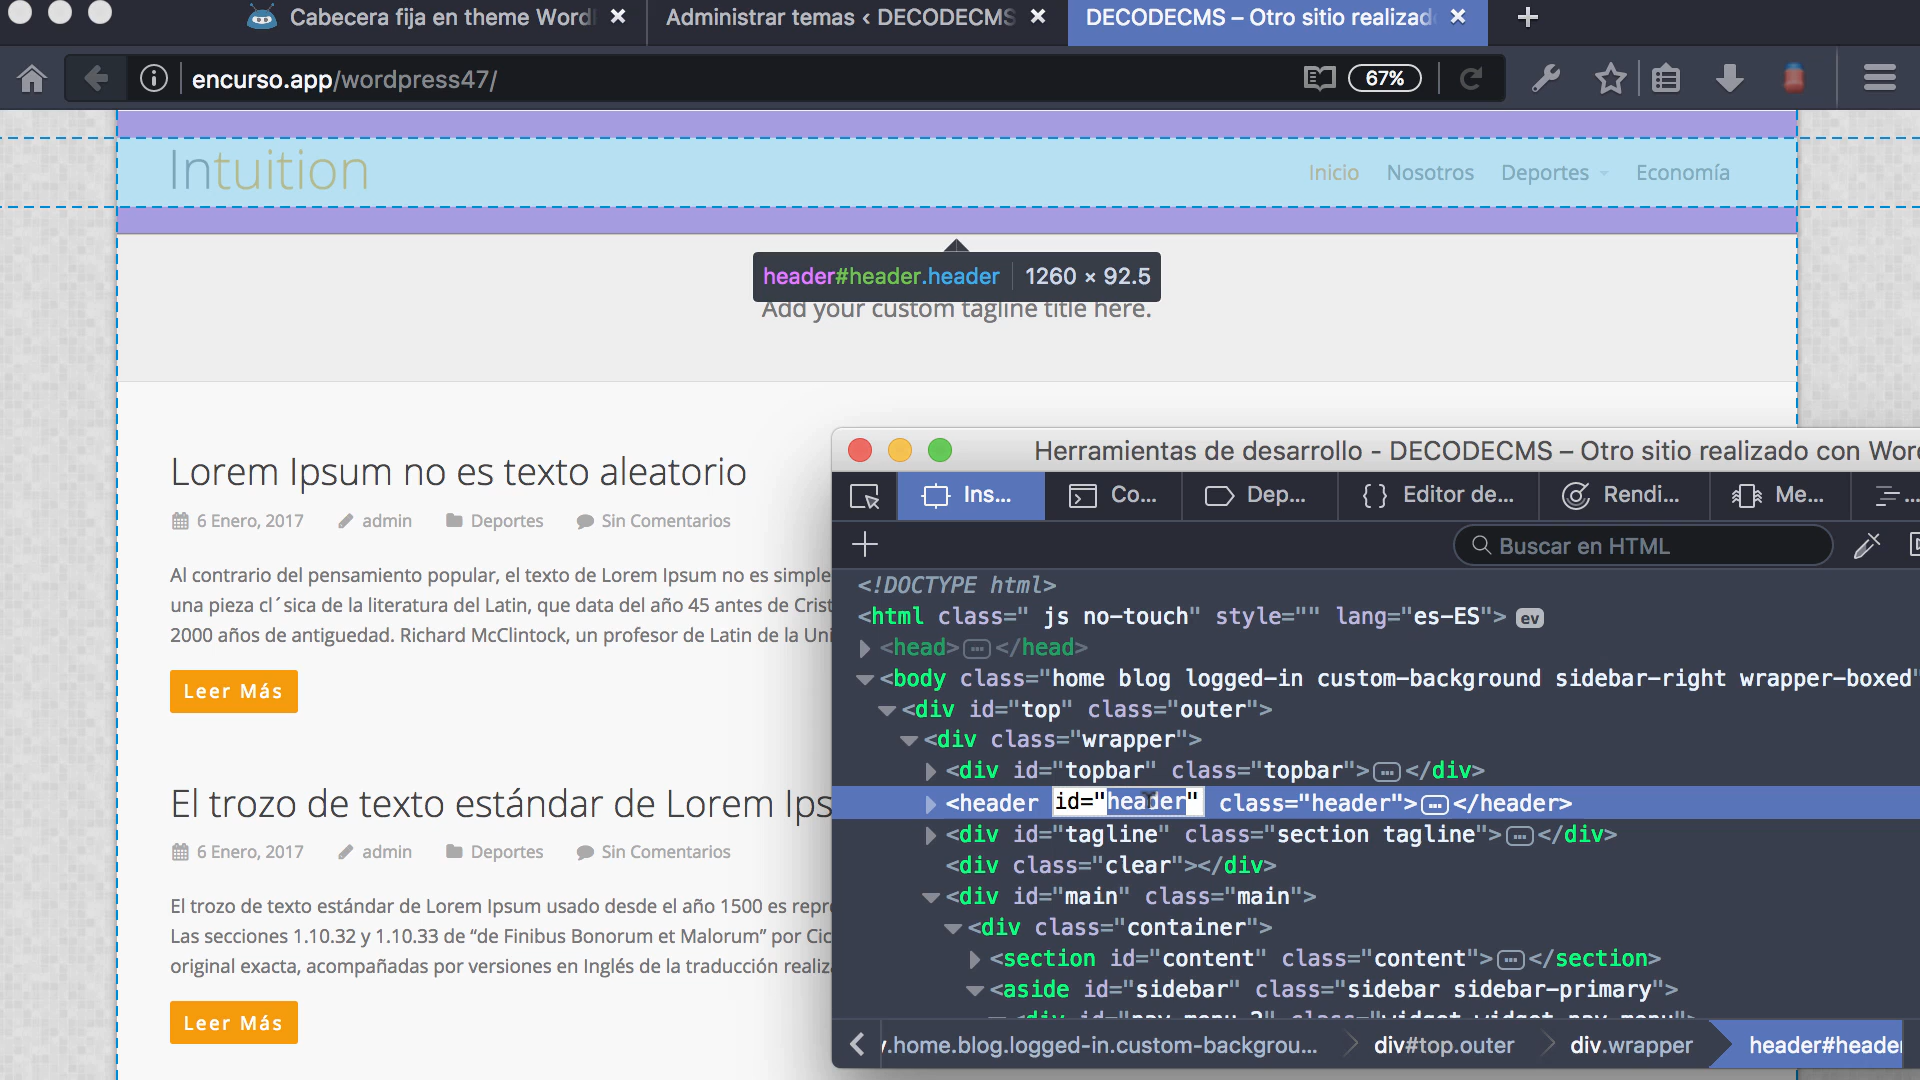 Cabecera fija en theme Word
Administrar temas ‹ DECODECMS
DECODECMS – Otro sitio realizad
encurso.app/wordpress47/
67%
Intuition
Inicio Nosotros Deportes Economía
header#header.header 1260 × 92.5
Add your custom tagline title here.
Lorem Ipsum no es texto aleatorio
6 Enero, 2017 admin Deportes Sin Comentarios
Al contrario del pensamiento popular, el texto de Lorem Ipsum no es simple
una pieza cl´sica de la literatura del Latin, que data del año 45 antes de Crist
2000 años de antiguedad. Richard McClintock, un profesor de Latin de la Uni
Leer Más
El trozo de texto estándar de Lorem Ips
6 Enero, 2017 admin Deportes Sin Comentarios
El trozo de texto estándar de Lorem Ipsum usado desde el año 1500 es repr
Las secciones 1.10.32 y 1.10.33 de “de Finibus Bonorum et Malorum” por Cic
original exacta, acompañadas por versiones en Inglés de la traducción realiz
Leer Más
Herramientas de desarrollo - DECODECMS – Otro sitio realizado con Wor
Ins... Co... Dep... { } Editor de... Rendi... Me... ...
Buscar en HTML
<!DOCTYPE html>
<html class=" js no-touch" style="" lang="es-ES"> ev
<head>...</head>
<body class="home blog logged-in custom-background sidebar-right wrapper-boxed"
<div id="top" class="outer">
<div class="wrapper">
<div id="topbar" class="topbar">...</div>
<header id="header" class="header">...</header>
<div id="tagline" class="section tagline">...</div>
<div class="clear"></div>
<div id="main" class="main">
<div class="container">
<section id="content" class="content">...</section>
<aside id="sidebar" class="sidebar sidebar-primary">
<div id="nav_menu-2" class="widget widget_nav_menu">
.home.blog.logged-in.custom-backgrou... div#top.outer div.wrapper header#header